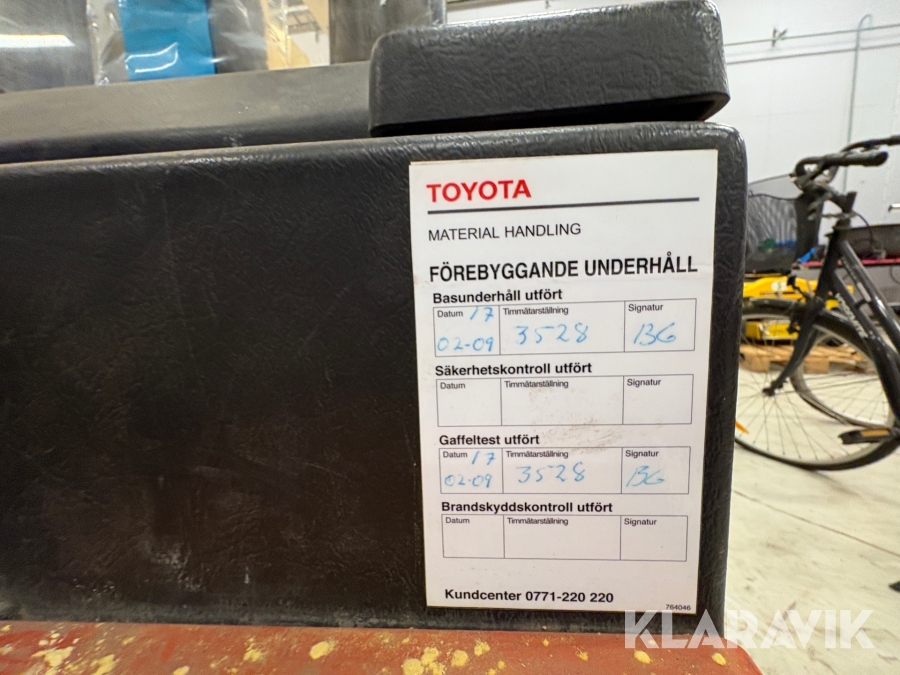 TOYOTA
MATERIAL HANDLING
FÖREBYGGANDE UNDERHÅLL
Basunderhåll utfört
Datum 17 Timmätarställning Signatur
02-09 3528 BG
Säkerhetskontroll utfört
Datum Timmätarställning Signatur
Gaffeltest utfört
Datum 17 Timmätarställning Signatur
02-09 3528 BG
Brandskyddskontroll utfört
Datum Timmätarställning Signatur
Kundcenter 0771-220 220
764046
KLARAVIK